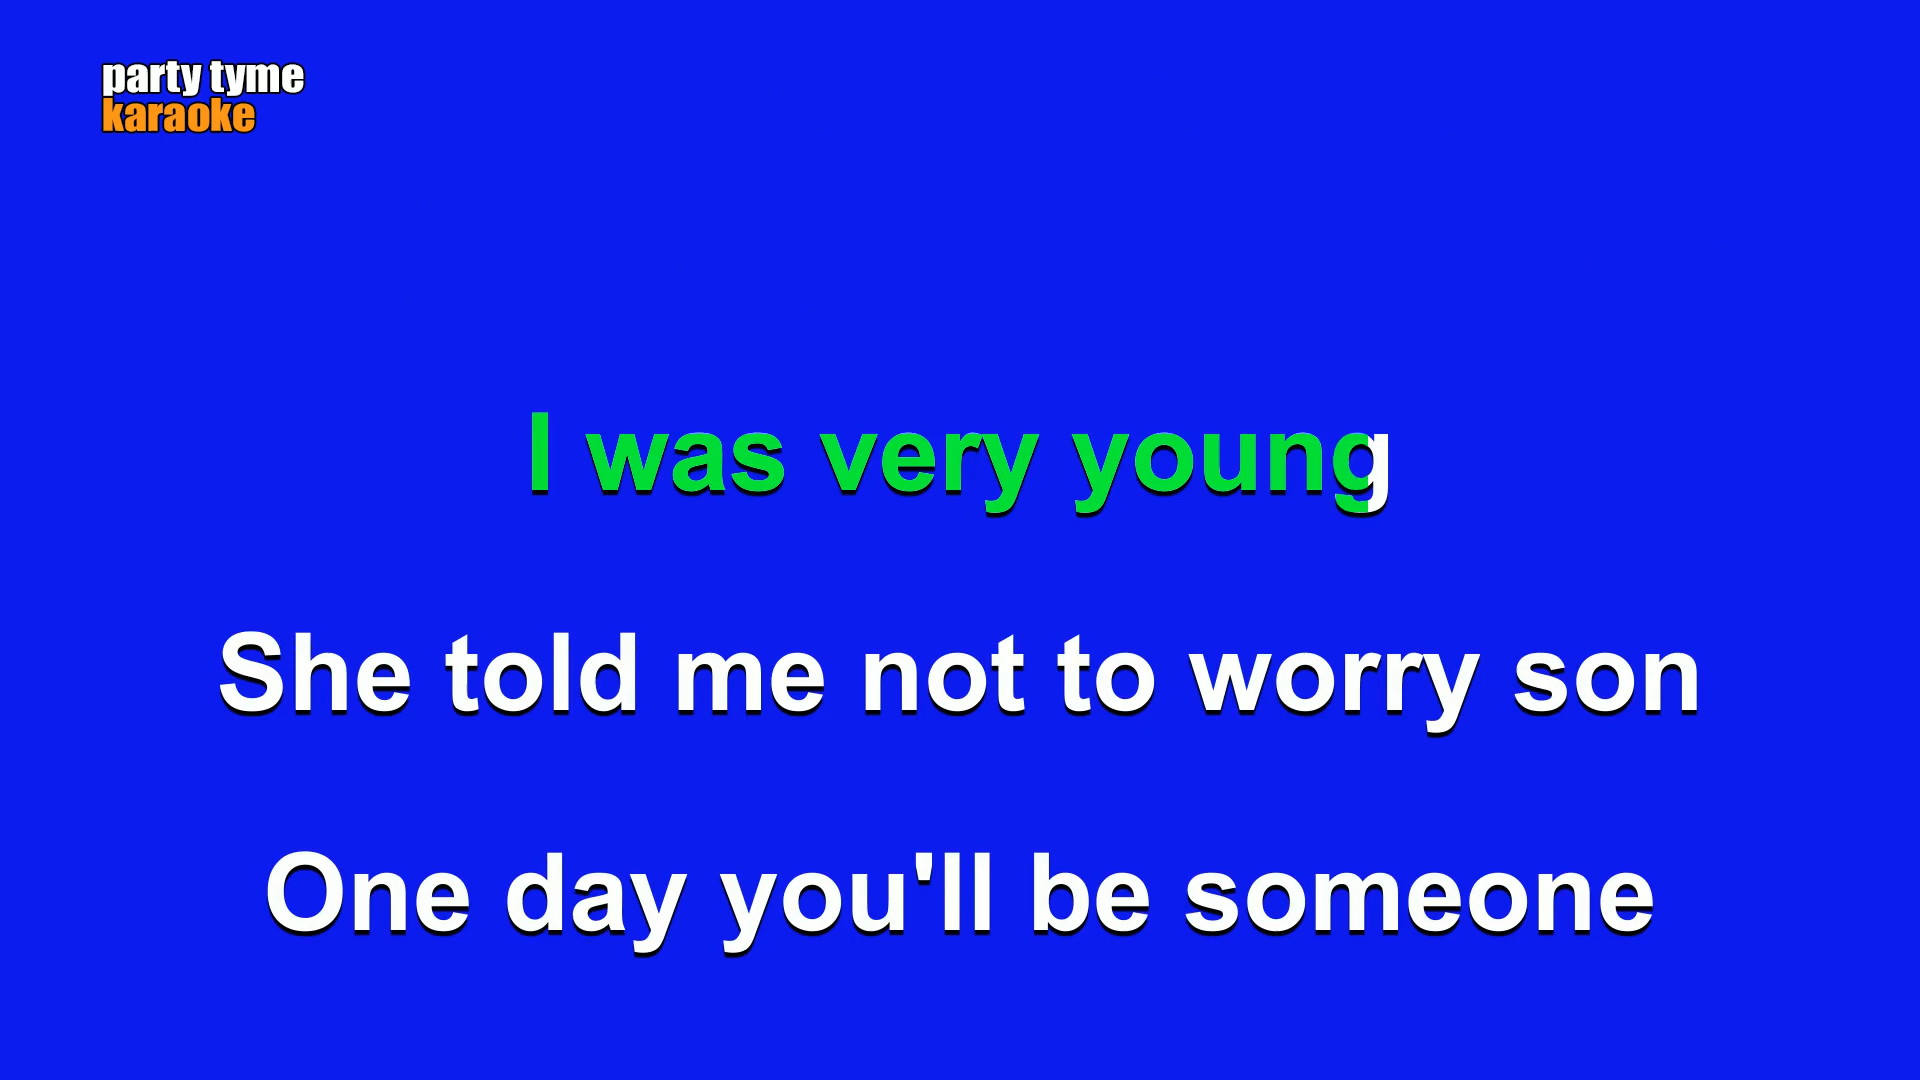 party tyme
karaoke
I was very young
She told me not to worry son
One day you'll be someone